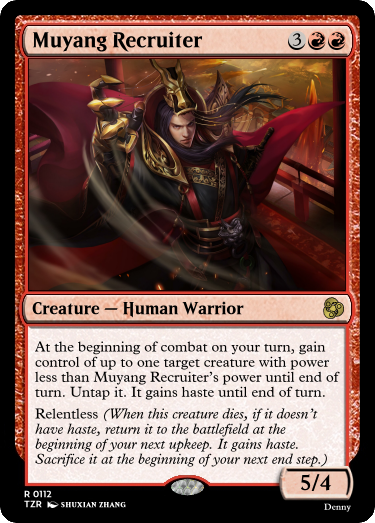 Muyang Recruiter 3
Creature — Human Warrior
At the beginning of combat on your turn, gain
control of up to one target creature with power
less than Muyang Recruiter's power until end of
turn. Untap it. It gains haste until end of turn.
Relentless (When this creature dies, if it doesn't
have haste, return it to the battlefield at the
beginning of your next upkeep. It gains haste.
Sacrifice it at the beginning of your next end step.)
5/4
R 0112
TZR SHUXIAN ZHANG
Denny